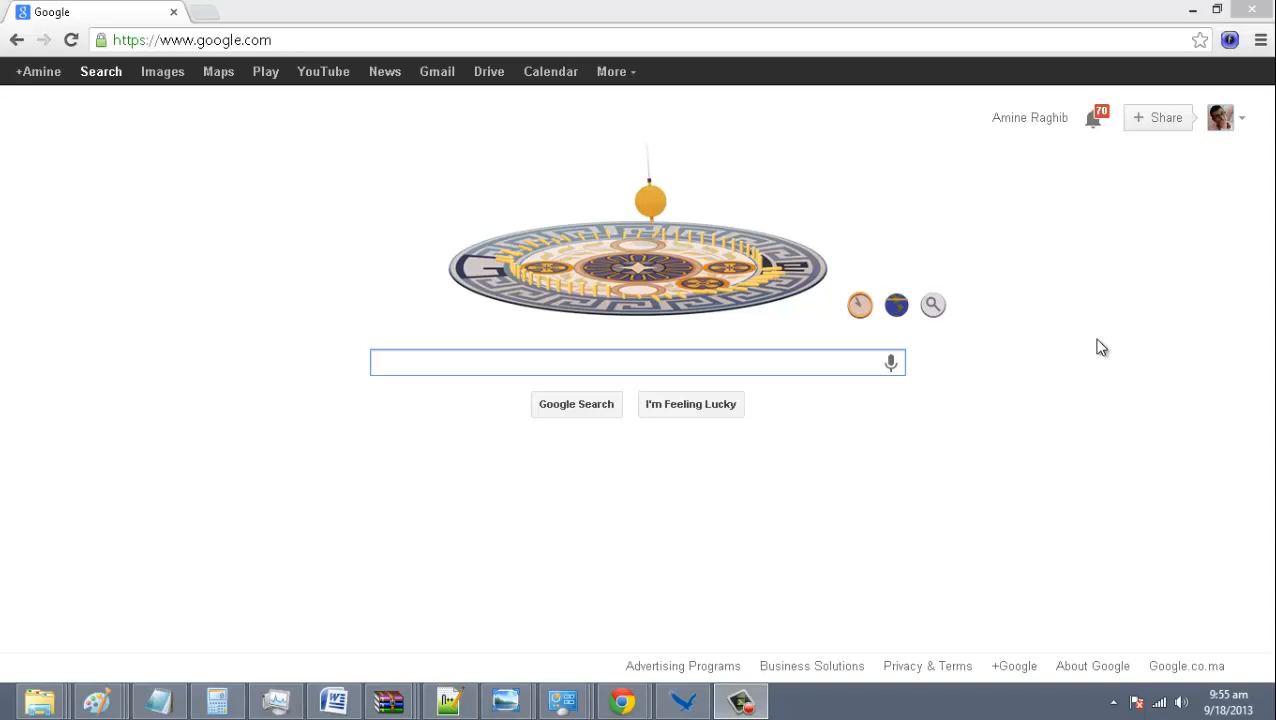 Google
https://www.google.com
+Amine Search Images Maps Play YouTube News Gmail Drive Calendar More
Amine Raghib 70 + Share
Google Search I'm Feeling Lucky
Advertising Programs Business Solutions Privacy & Terms +Google About Google Google.co.ma
9:55 am
9/18/2013